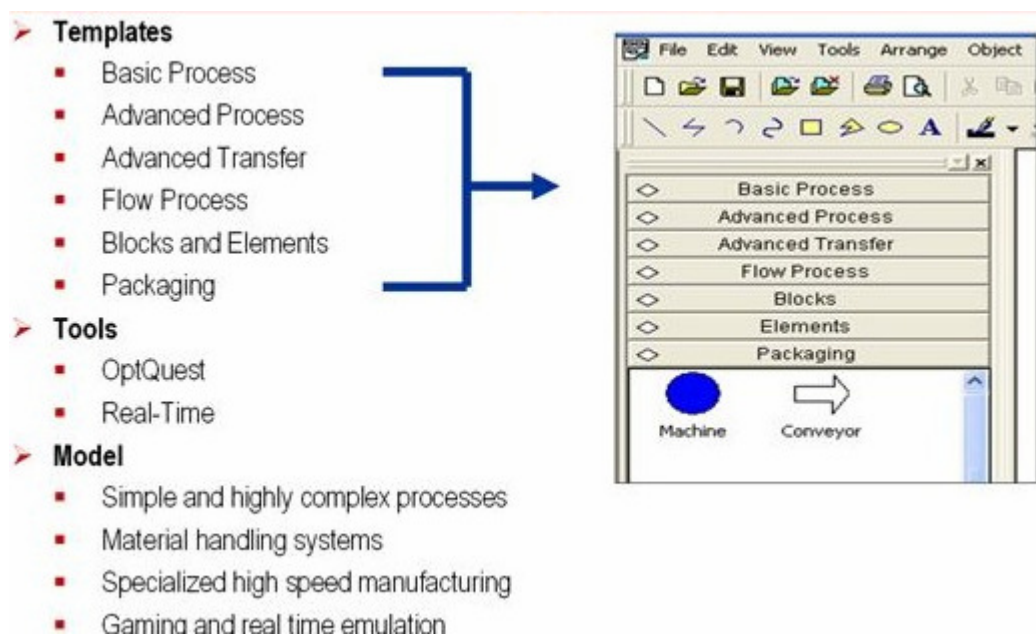 Templates
Basic Process
Advanced Process
Advanced Transfer
Flow Process
Blocks and Elements
Packaging
Tools
OptQuest
Real-Time
Model
Simple and highly complex processes
Material handling systems
Specialized high speed manufacturing
Gaming and real time emulation
File Edit View Tools Arrange Object
A
Basic Process
Advanced Process
Advanced Transfer
Flow Process
Blocks
Elements
Packaging
Machine Conveyor